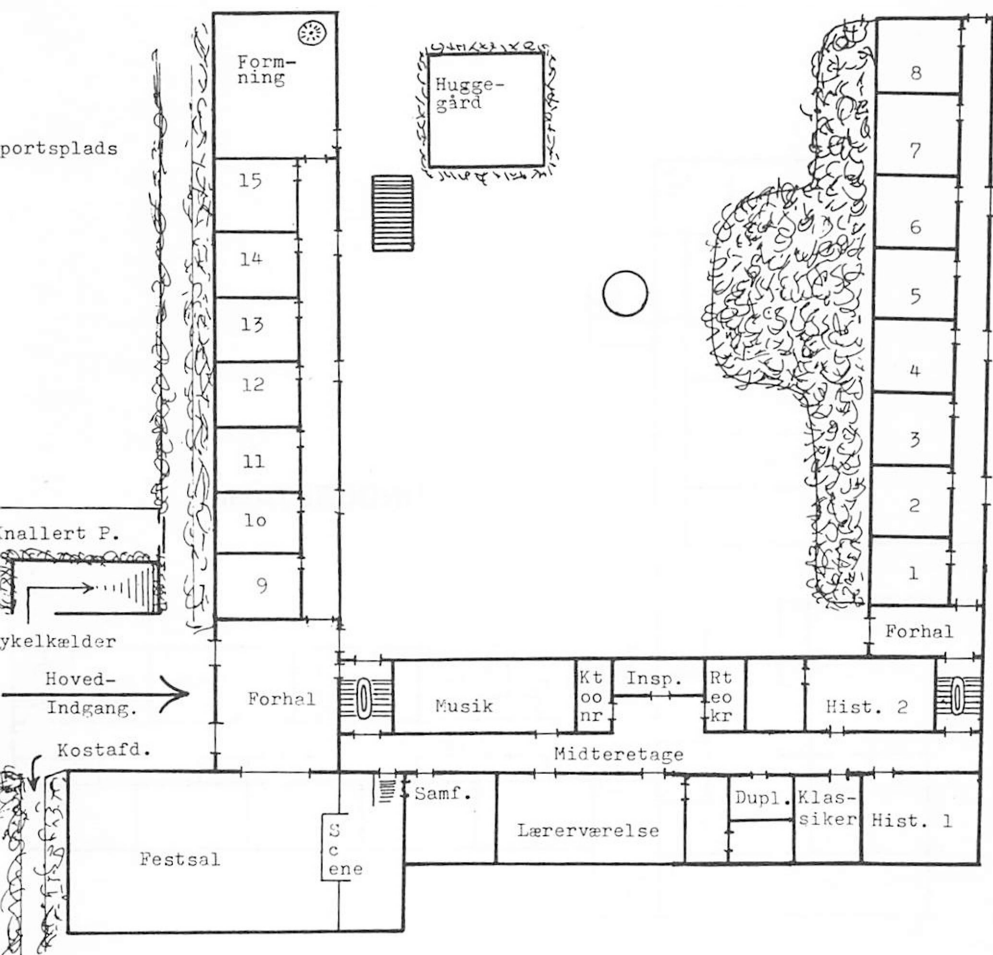 Form-
ning
Hugge-
gård
portsplads
15
14
13
12
11
lo
9
8
7
6
5
4
3
2
1
Knallert P.
ykelkælder
Hoved-
Indgang.
Kostafd.
Forhal
Forhal
Musik
Kt
oo
nr
Insp.
Rt
eo
kr
Hist. 2
Midteretage
Samf.
Lærerværelse
Dupl.
Klas-
siker
Hist. 1
Festsal
S
c
ene